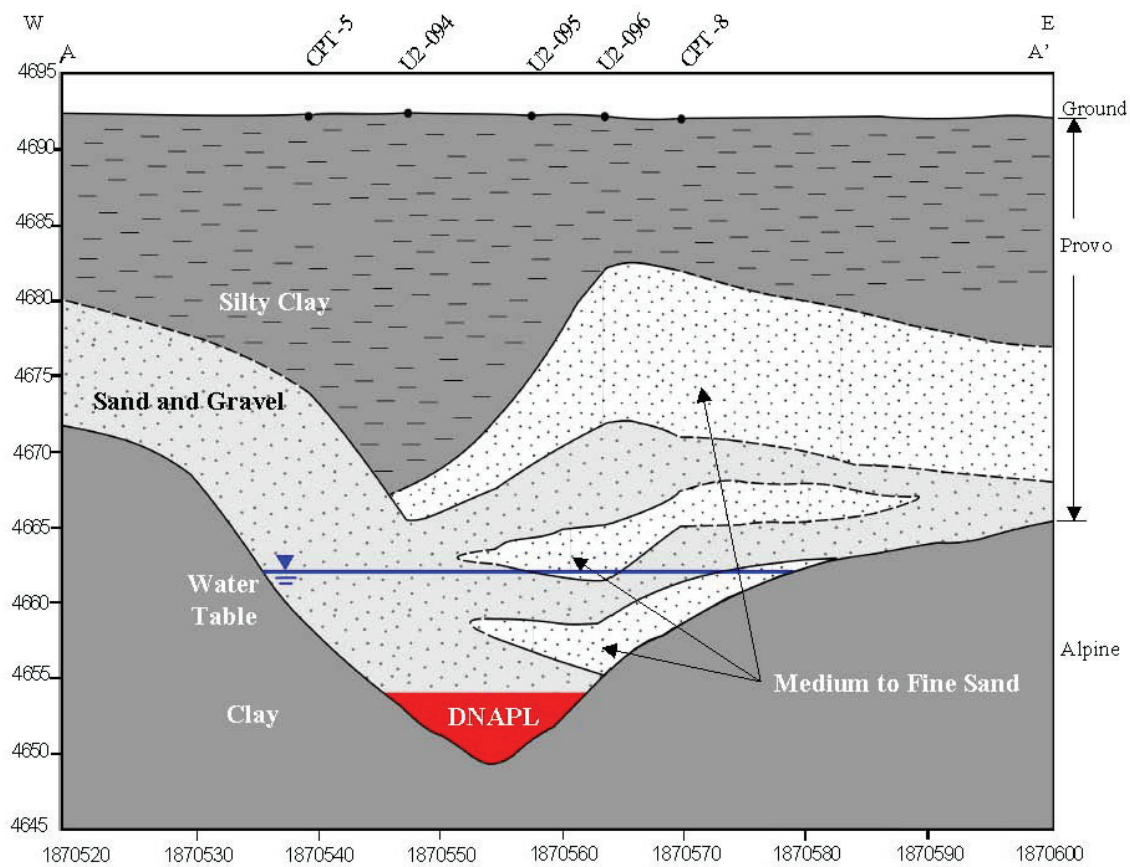 W
E
CPT-5
U2-094
U2-095
U2-096
CPT-8
A
A'
4695
Ground
4690
4685
Provo
4680
Silty Clay
4675
Sand and Gravel
4670
4665
Water
Table
4660
4655
Alpine
Medium to Fine Sand
Clay
DNAPL
4650
4645
1870520 1870530 1870540 1870550 1870560 1870570 1870580 1870590 1870600